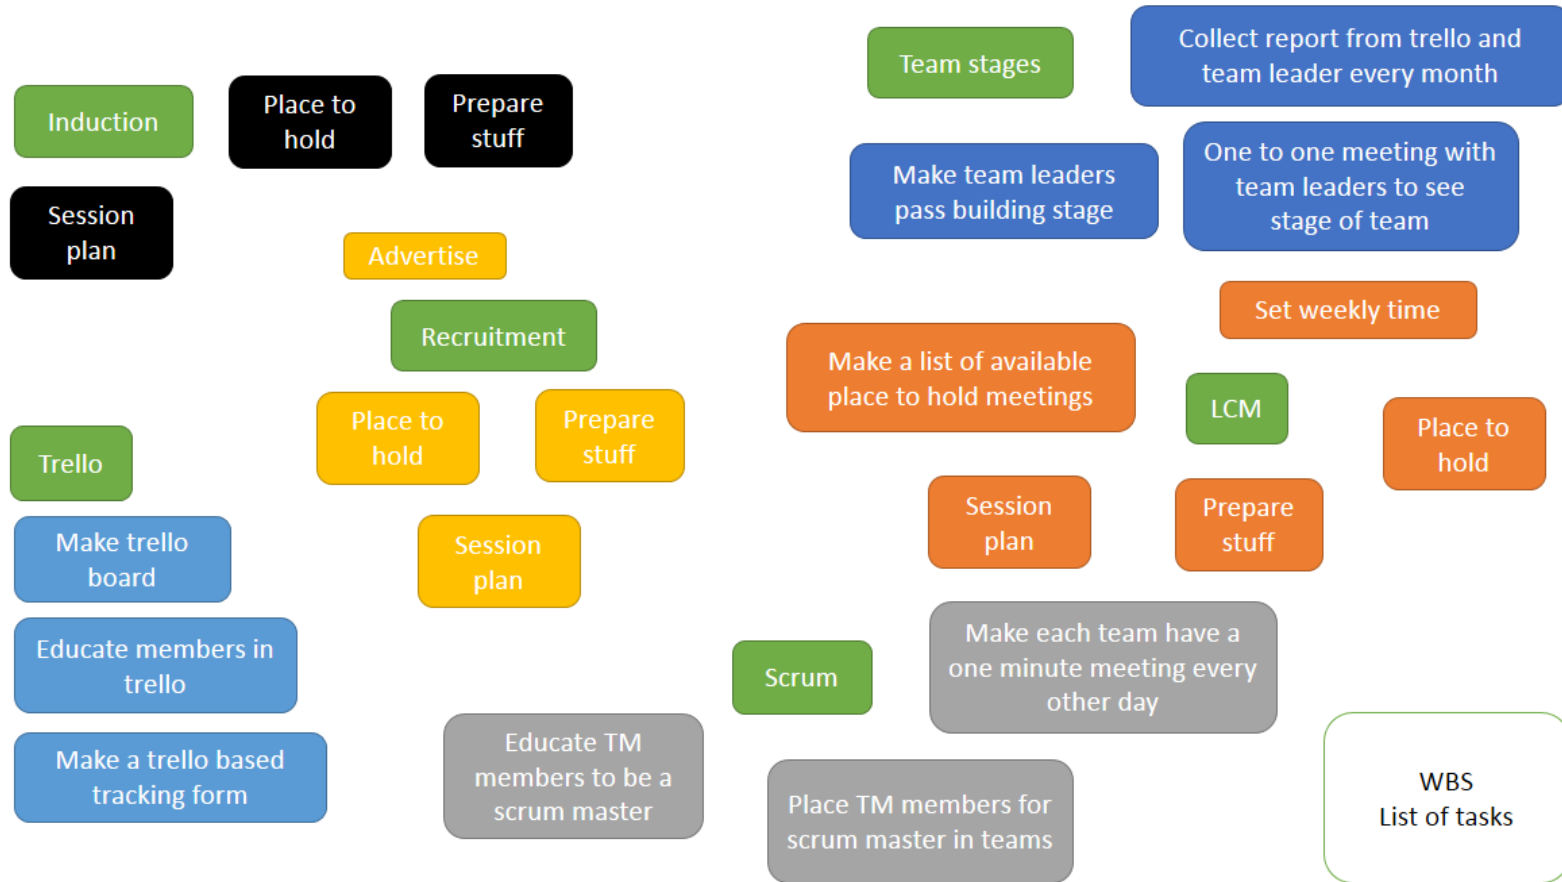 Induction
Place to
hold
Prepare
stuff
Session
plan
Advertise
Recruitment
Place to
hold
Prepare
stuff
Session
plan
Trello
Make trello
board
Educate members in
trello
Make a trello based
tracking form
Team stages
Collect report from trello and
team leader every month
Make team leaders
pass building stage
One to one meeting with
team leaders to see
stage of team
Set weekly time
Make a list of available
place to hold meetings
LCM
Place to
hold
Session
plan
Prepare
stuff
Scrum
Make each team have a
one minute meeting every
other day
Educate TM
members to be a
scrum master
Place TM members for
scrum master in teams
WBS
List of tasks